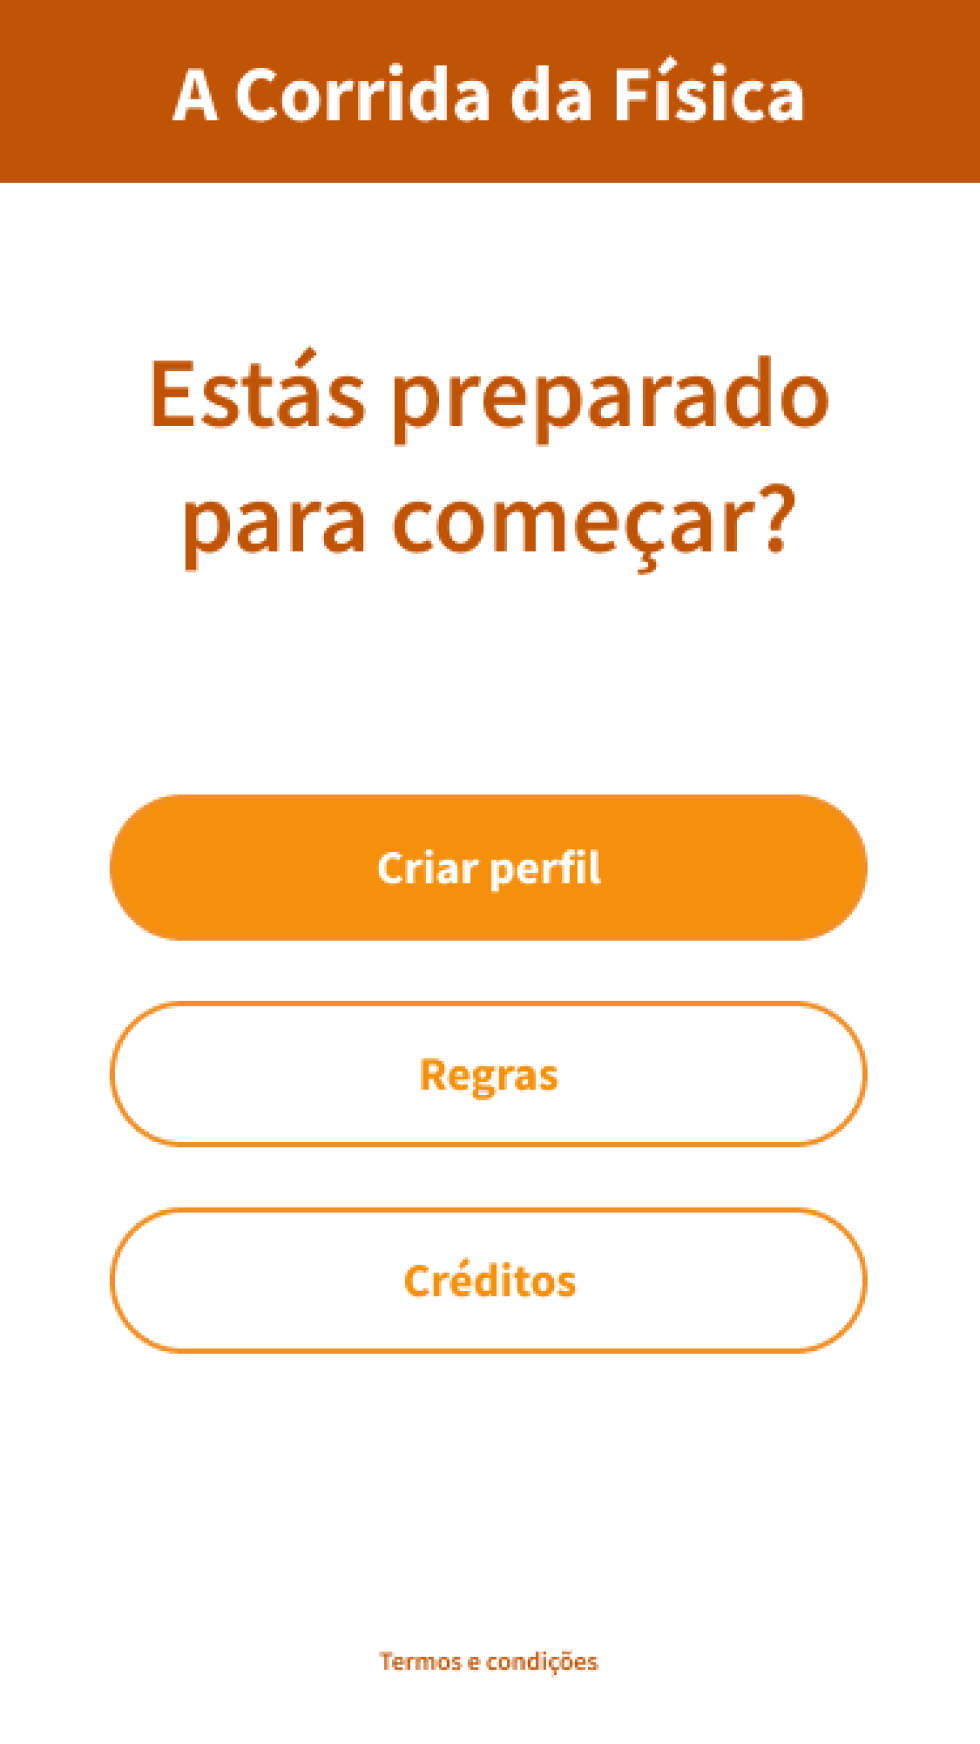 A Corrida da Física
Estás preparado
para começar?
Criar perfil
Regras
Créditos
Termos e condições